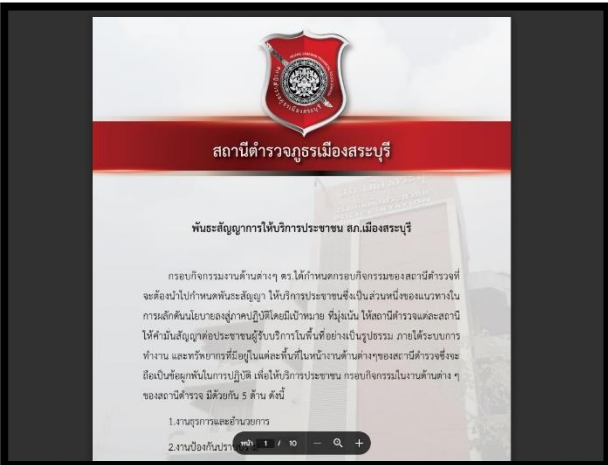 สถานีตำรวจภูธรเมืองสระบุรี
พันธะสัญญาการให้บริการประชาชน สภ.เมืองสระบุรี
กรอบกิจกรรมงานด้านต่างๆ ตร.ได้กำหนดกรอบกิจกรรมของสถานีตำรวจที่
จะต้องนำไปกำหนดพันธะสัญญา ให้บริการประชาชนซึ่งเป็นส่วนหนึ่งของแนวทางใน
การผลักดันนโยบายลงสู่ภาคปฏิบัติโดยมีเป้าหมาย ที่มุ่งเน้น ให้สถานีตำรวจแต่ละสถานี
ให้คำมั่นสัญญาต่อประชาชนผู้รับบริการในพื้นที่อย่างเป็นรูปธรรม ภายใต้ระบบการ
ทำงาน และทรัพยากรที่มีอยู่ในแต่ละพื้นที่ในหน้างานด้านต่างๆของสถานีตำรวจซึ่งจะ
ถือเป็นข้อผูกพันในการปฏิบัติ เพื่อให้บริการประชาชน กรอบกิจกรรมในงานด้านต่าง ๆ
ของสถานีตำรวจ มีด้วยกัน 5 ด้าน ดังนี้
1.งานธุรการและอำนวยการ
2.งานป้องกันปราบ
หน้า 1 / 10 — +